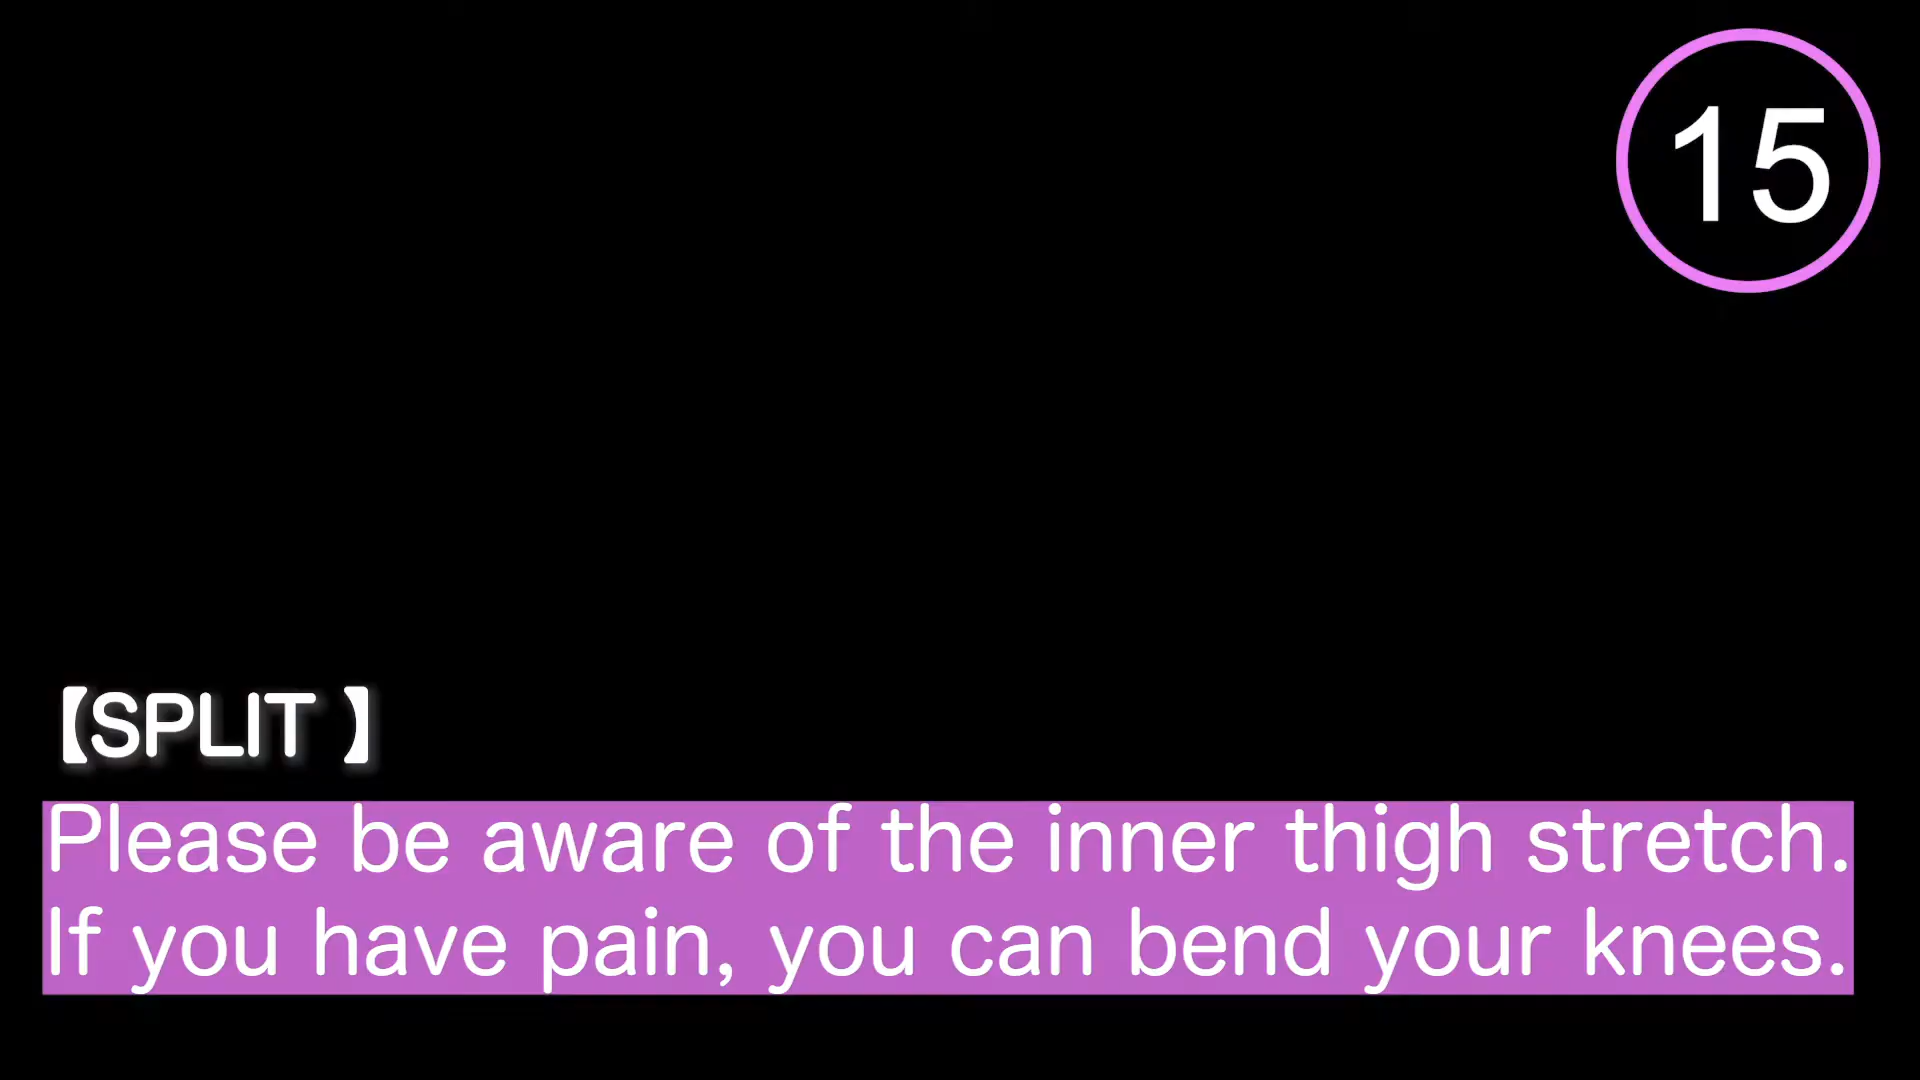 15
【SPLIT 】
Please be aware of the inner thigh stretch.
If you have pain, you can bend your knees.